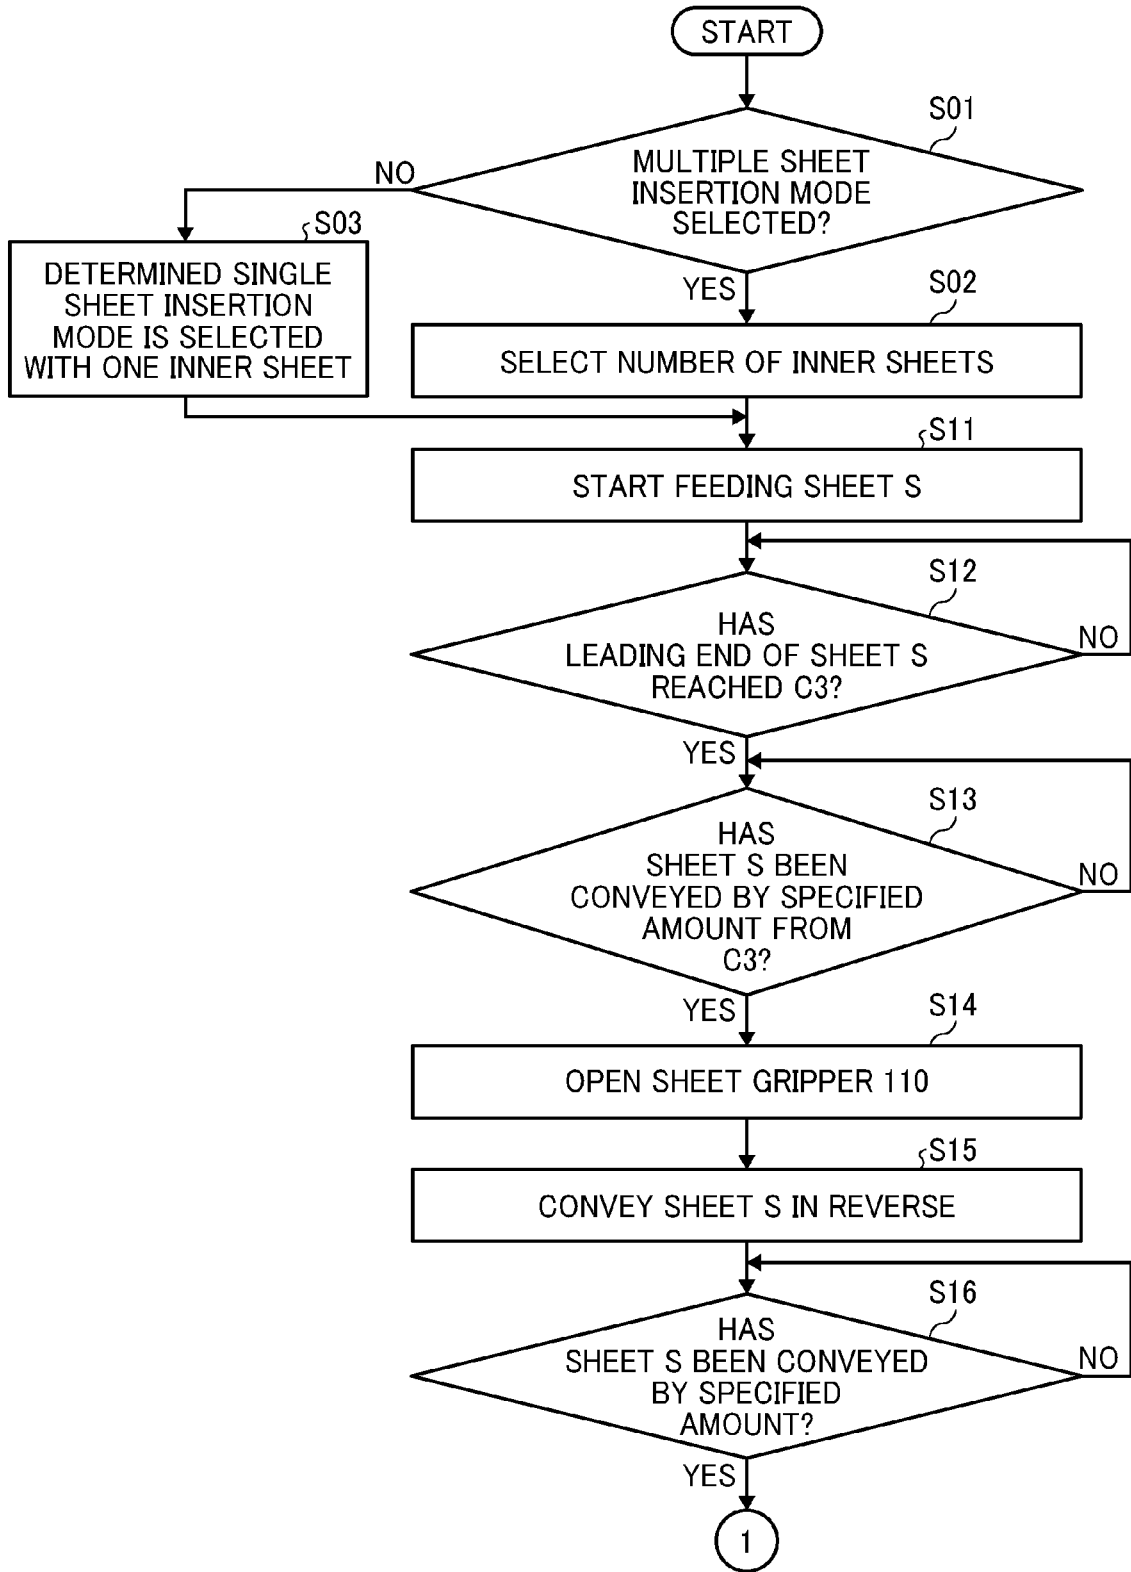 START
S01
MULTIPLE SHEET
INSERTION MODE
SELECTED?
NO
YES
S03
DETERMINED SINGLE
SHEET INSERTION
MODE IS SELECTED
WITH ONE INNER SHEET
S02
SELECT NUMBER OF INNER SHEETS
S11
START FEEDING SHEET S
S12
HAS
LEADING END OF SHEET S
REACHED C3?
NO
YES
S13
HAS
SHEET S BEEN
CONVEYED BY SPECIFIED
AMOUNT FROM
C3?
NO
YES
S14
OPEN SHEET GRIPPER 110
S15
CONVEY SHEET S IN REVERSE
S16
HAS
SHEET S BEEN CONVEYED
BY SPECIFIED
AMOUNT?
NO
YES
1